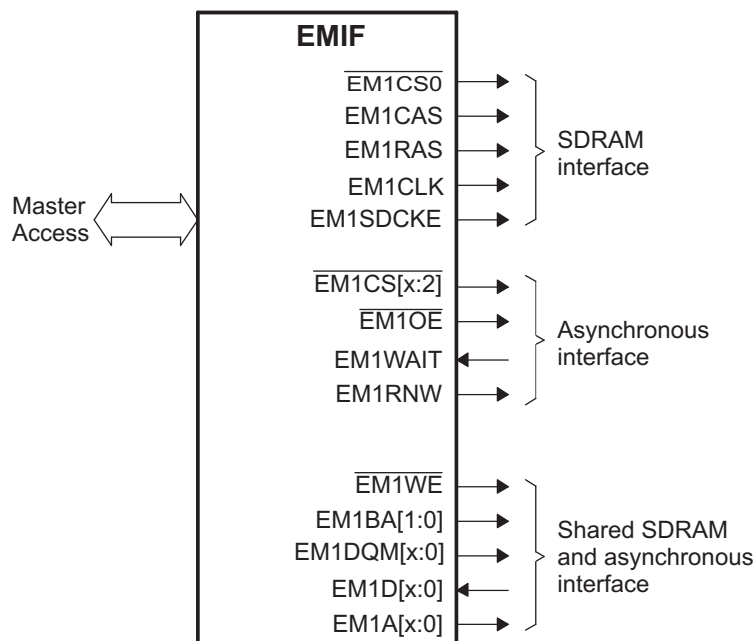 EMIF
EM1CS0
EM1CAS
EM1RAS
EM1CLK
EM1SDCKE
SDRAM
interface
Master
Access
EM1CS[x:2]
EM1OE
EM1WAIT
EM1RNW
Asynchronous
interface
EM1WE
EM1BA[1:0]
EM1DQM[x:0]
EM1D[x:0]
EM1A[x:0]
Shared SDRAM
and asynchronous
interface